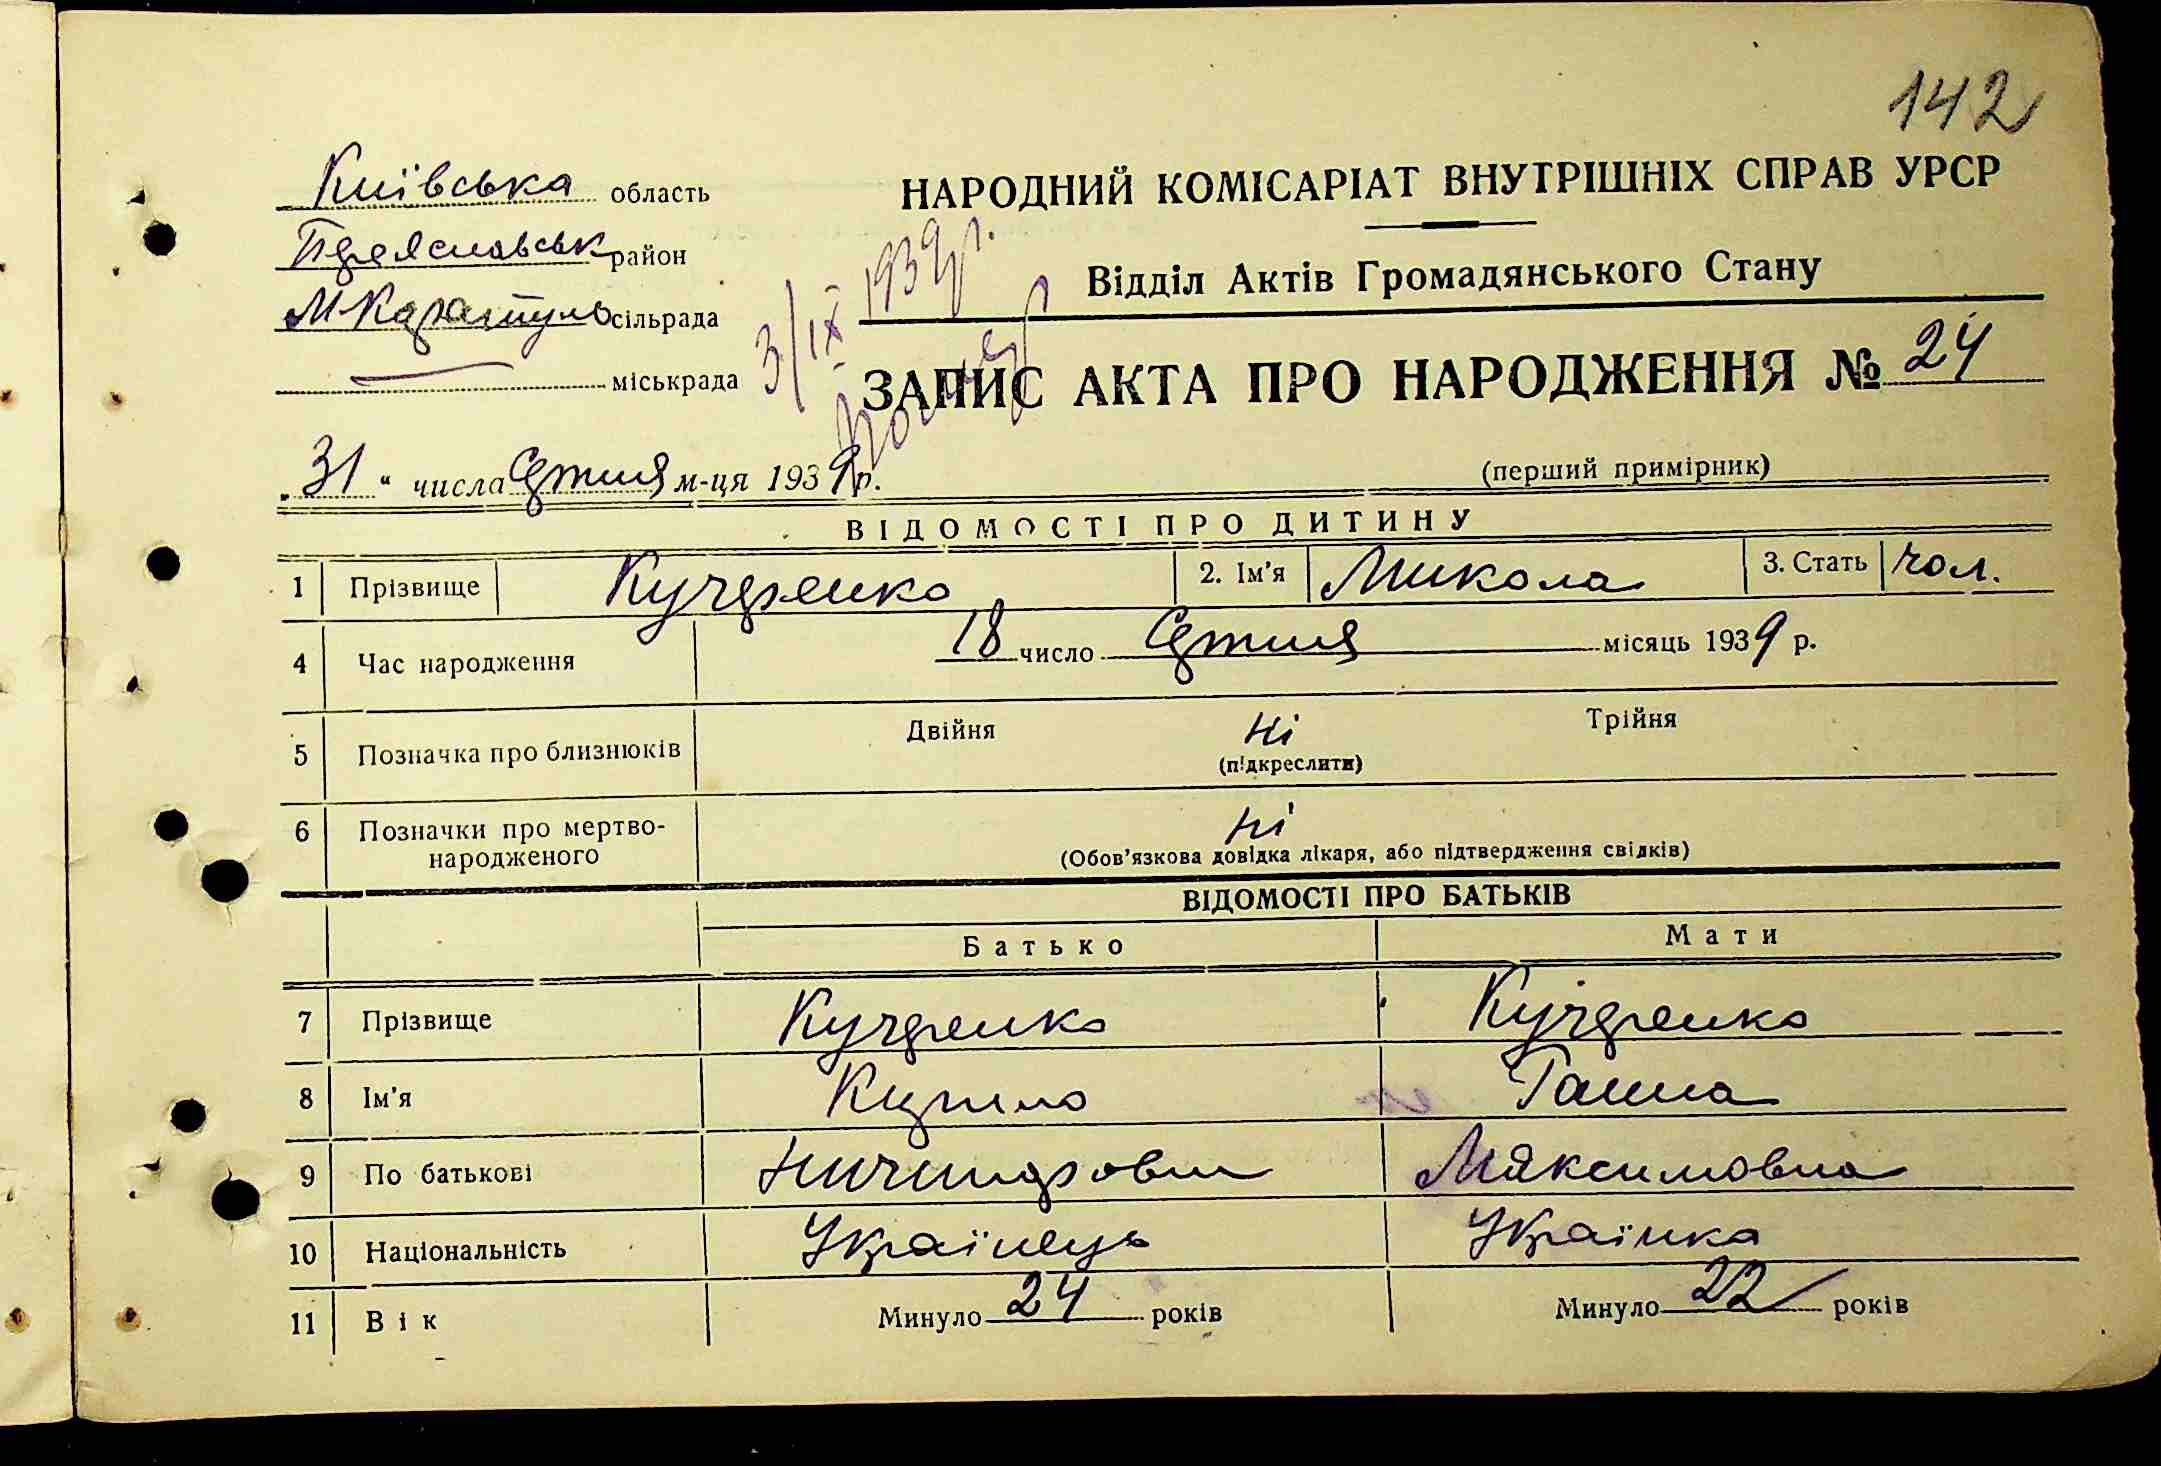 142
Київська область
НАРОДНИЙ КОМІСАРІАТ ВНУТРІШНІХ СПРАВ УРСР
Переяславськ район
Відділ Актів Громадянського Стану
М Каратуль сільрада
міськрада
3/IX 1939 р.
ЗАПИС АКТА ПРО НАРОДЖЕННЯ № 24
„31“ числа Серпня м-ця 1939 р.
(перший примірник)
ВІДОМОСТІ ПРО ДИТИНУ
1 Прізвище Кучеренко 2. Ім'я Микола 3. Стать чол.
4 Час народження 18 число Серпня місяць 1939 р.
5 Позначка про близнюків Двійня Ні Трійня
(підкреслити)
6 Позначки про мертво-
народженого Ні
(Обов'язкова довідка лікаря, або підтвердження свідків)
ВІДОМОСТІ ПРО БАТЬКІВ
Батько Мати
7 Прізвище Кучеренко Кучеренко
8 Ім'я Ганна
9 По батькові Максимовна
10 Національність Українець Українка
11 Вік Минуло 24 років Минуло 22 років